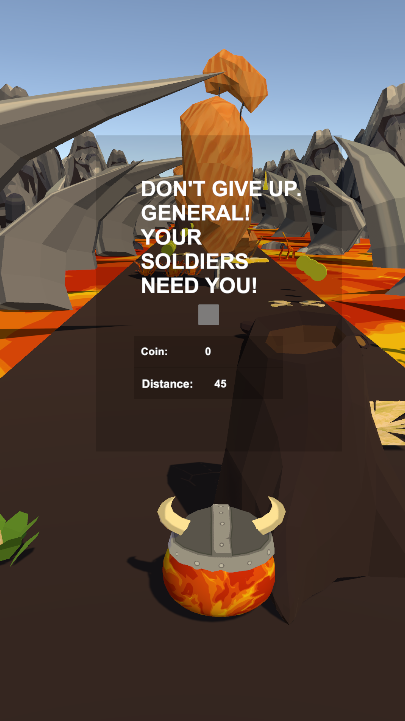 DON'T GIVE UP.
GENERAL!
YOUR
SOLDIERS
NEED YOU!
Coin: 0
Distance: 45